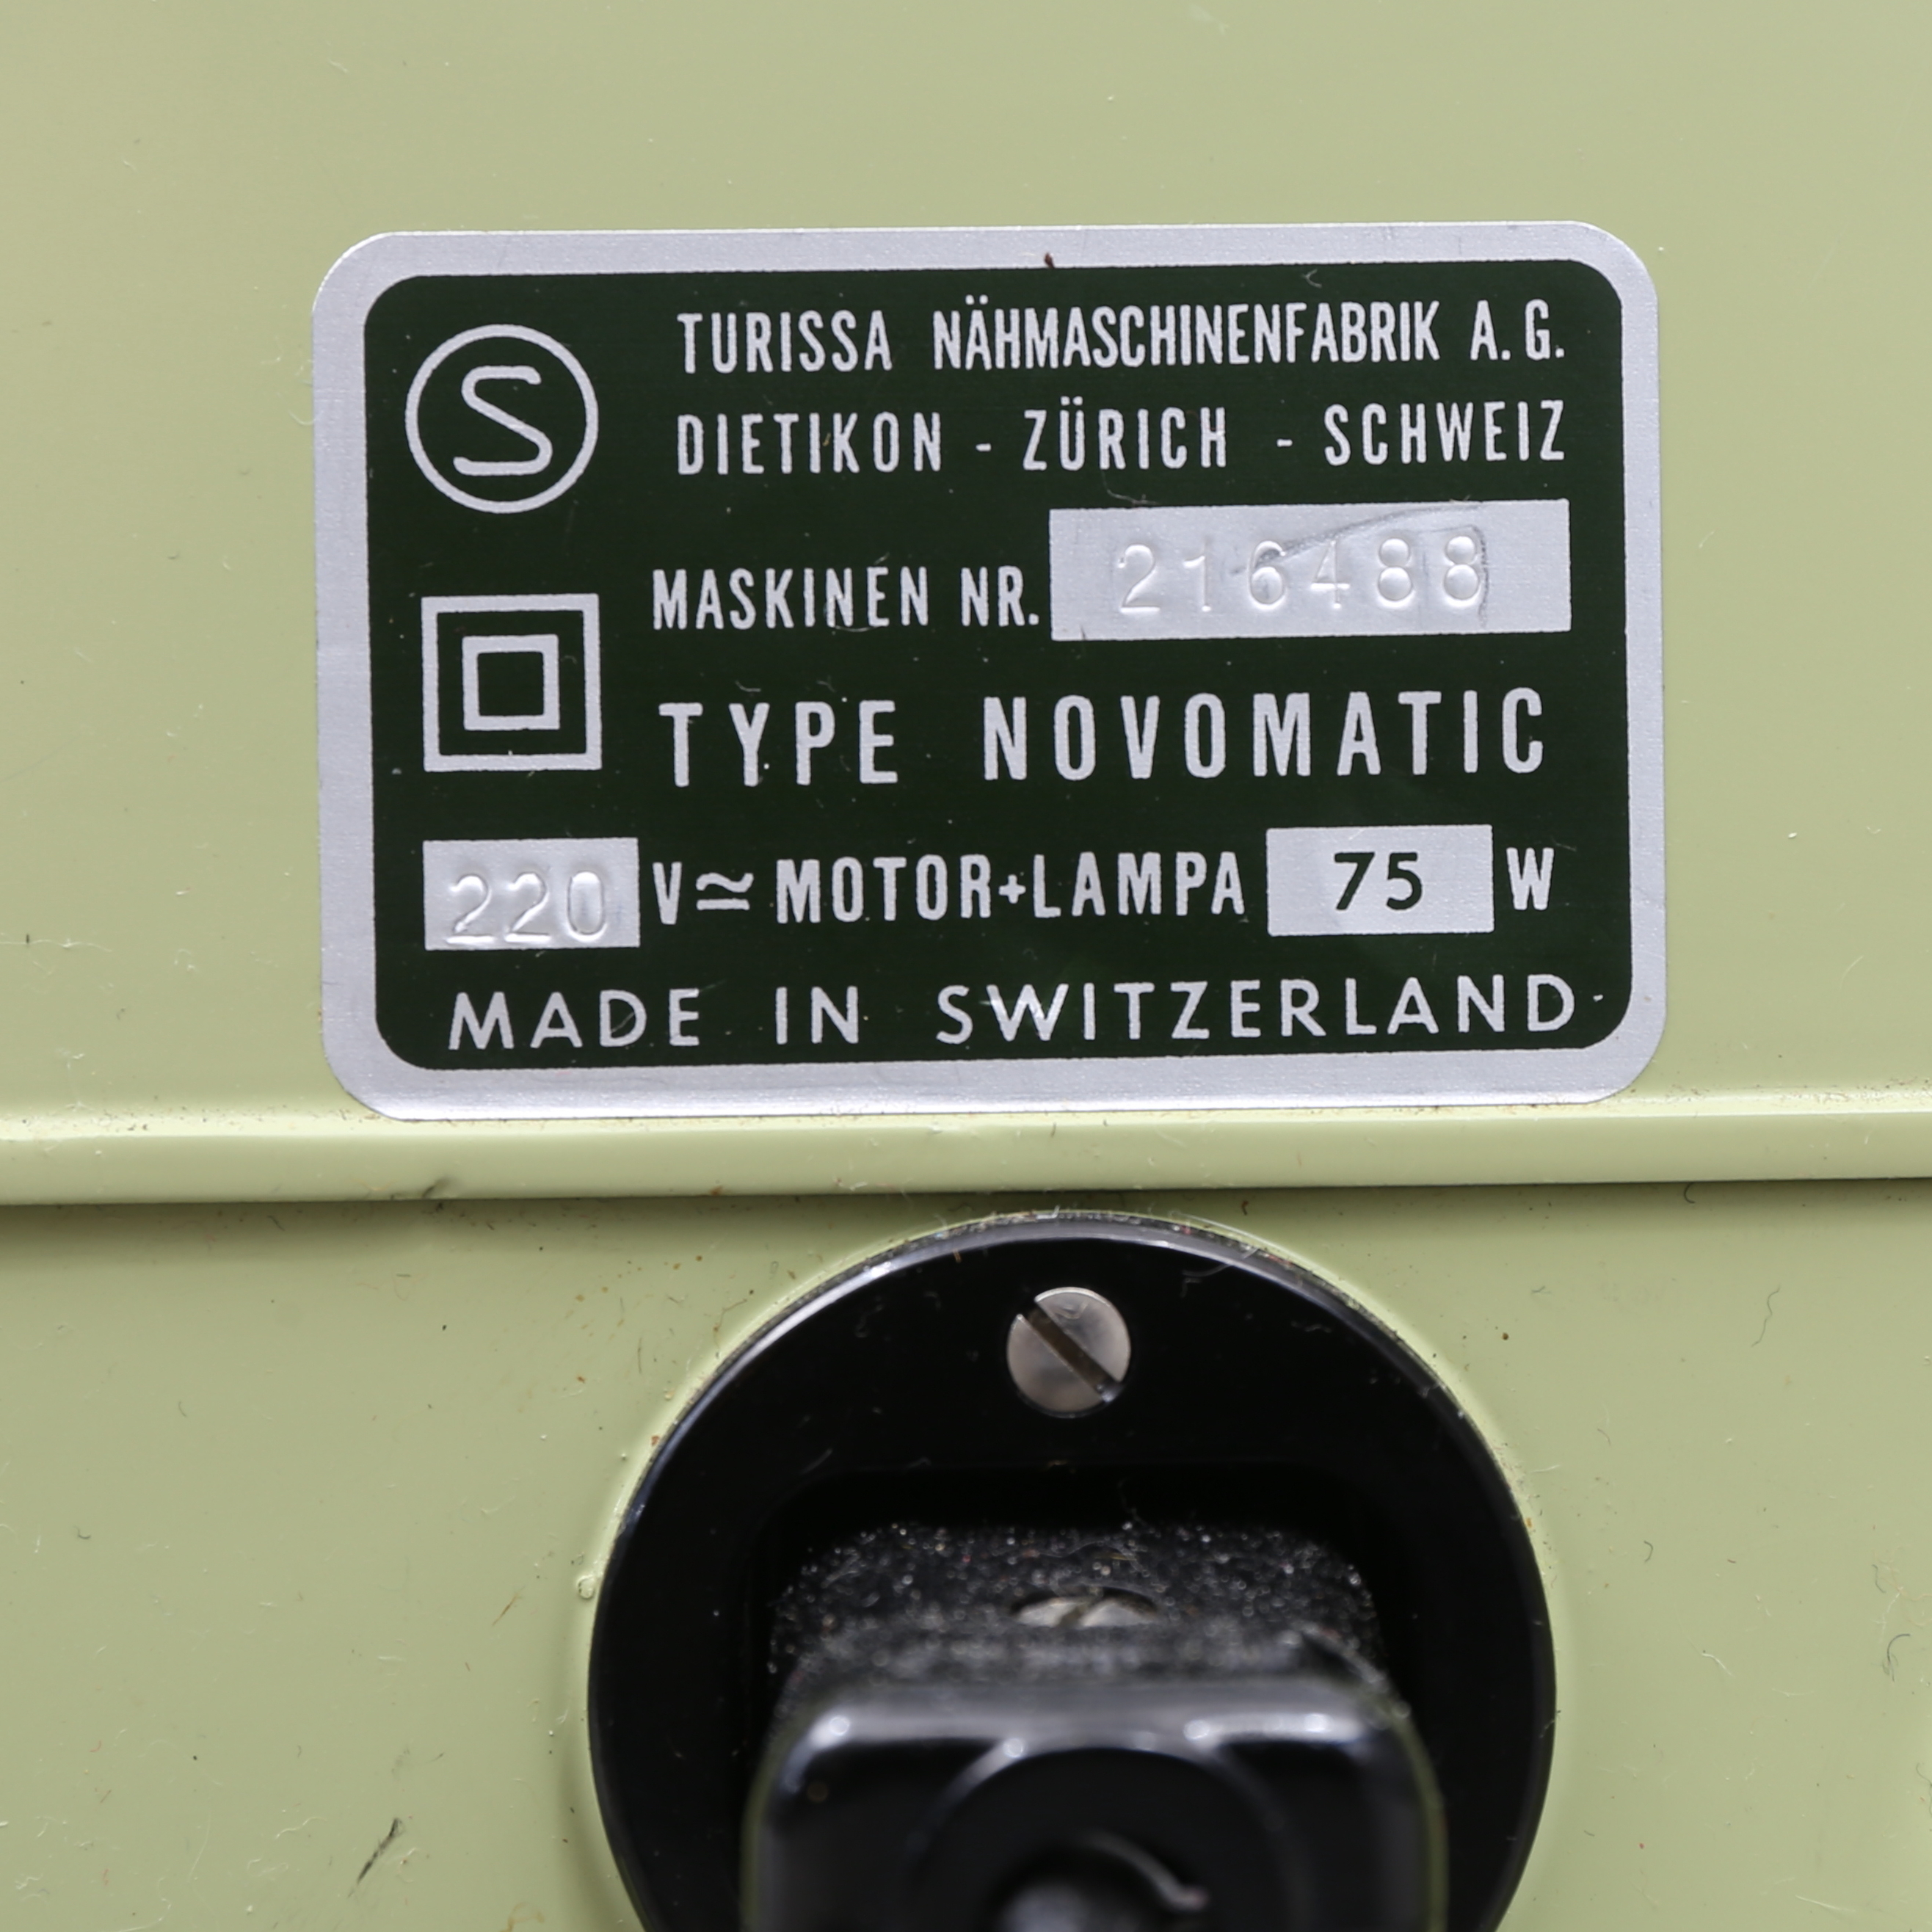 S
TURISSA NÄHMASCHINENFABRIK A.G.
DIETIKON - ZÜRICH - SCHWEIZ
MASKINEN NR. 216488
TYPE NOVOMATIC
220 V≃ MOTOR+LAMPA 75 W
MADE IN SWITZERLAND